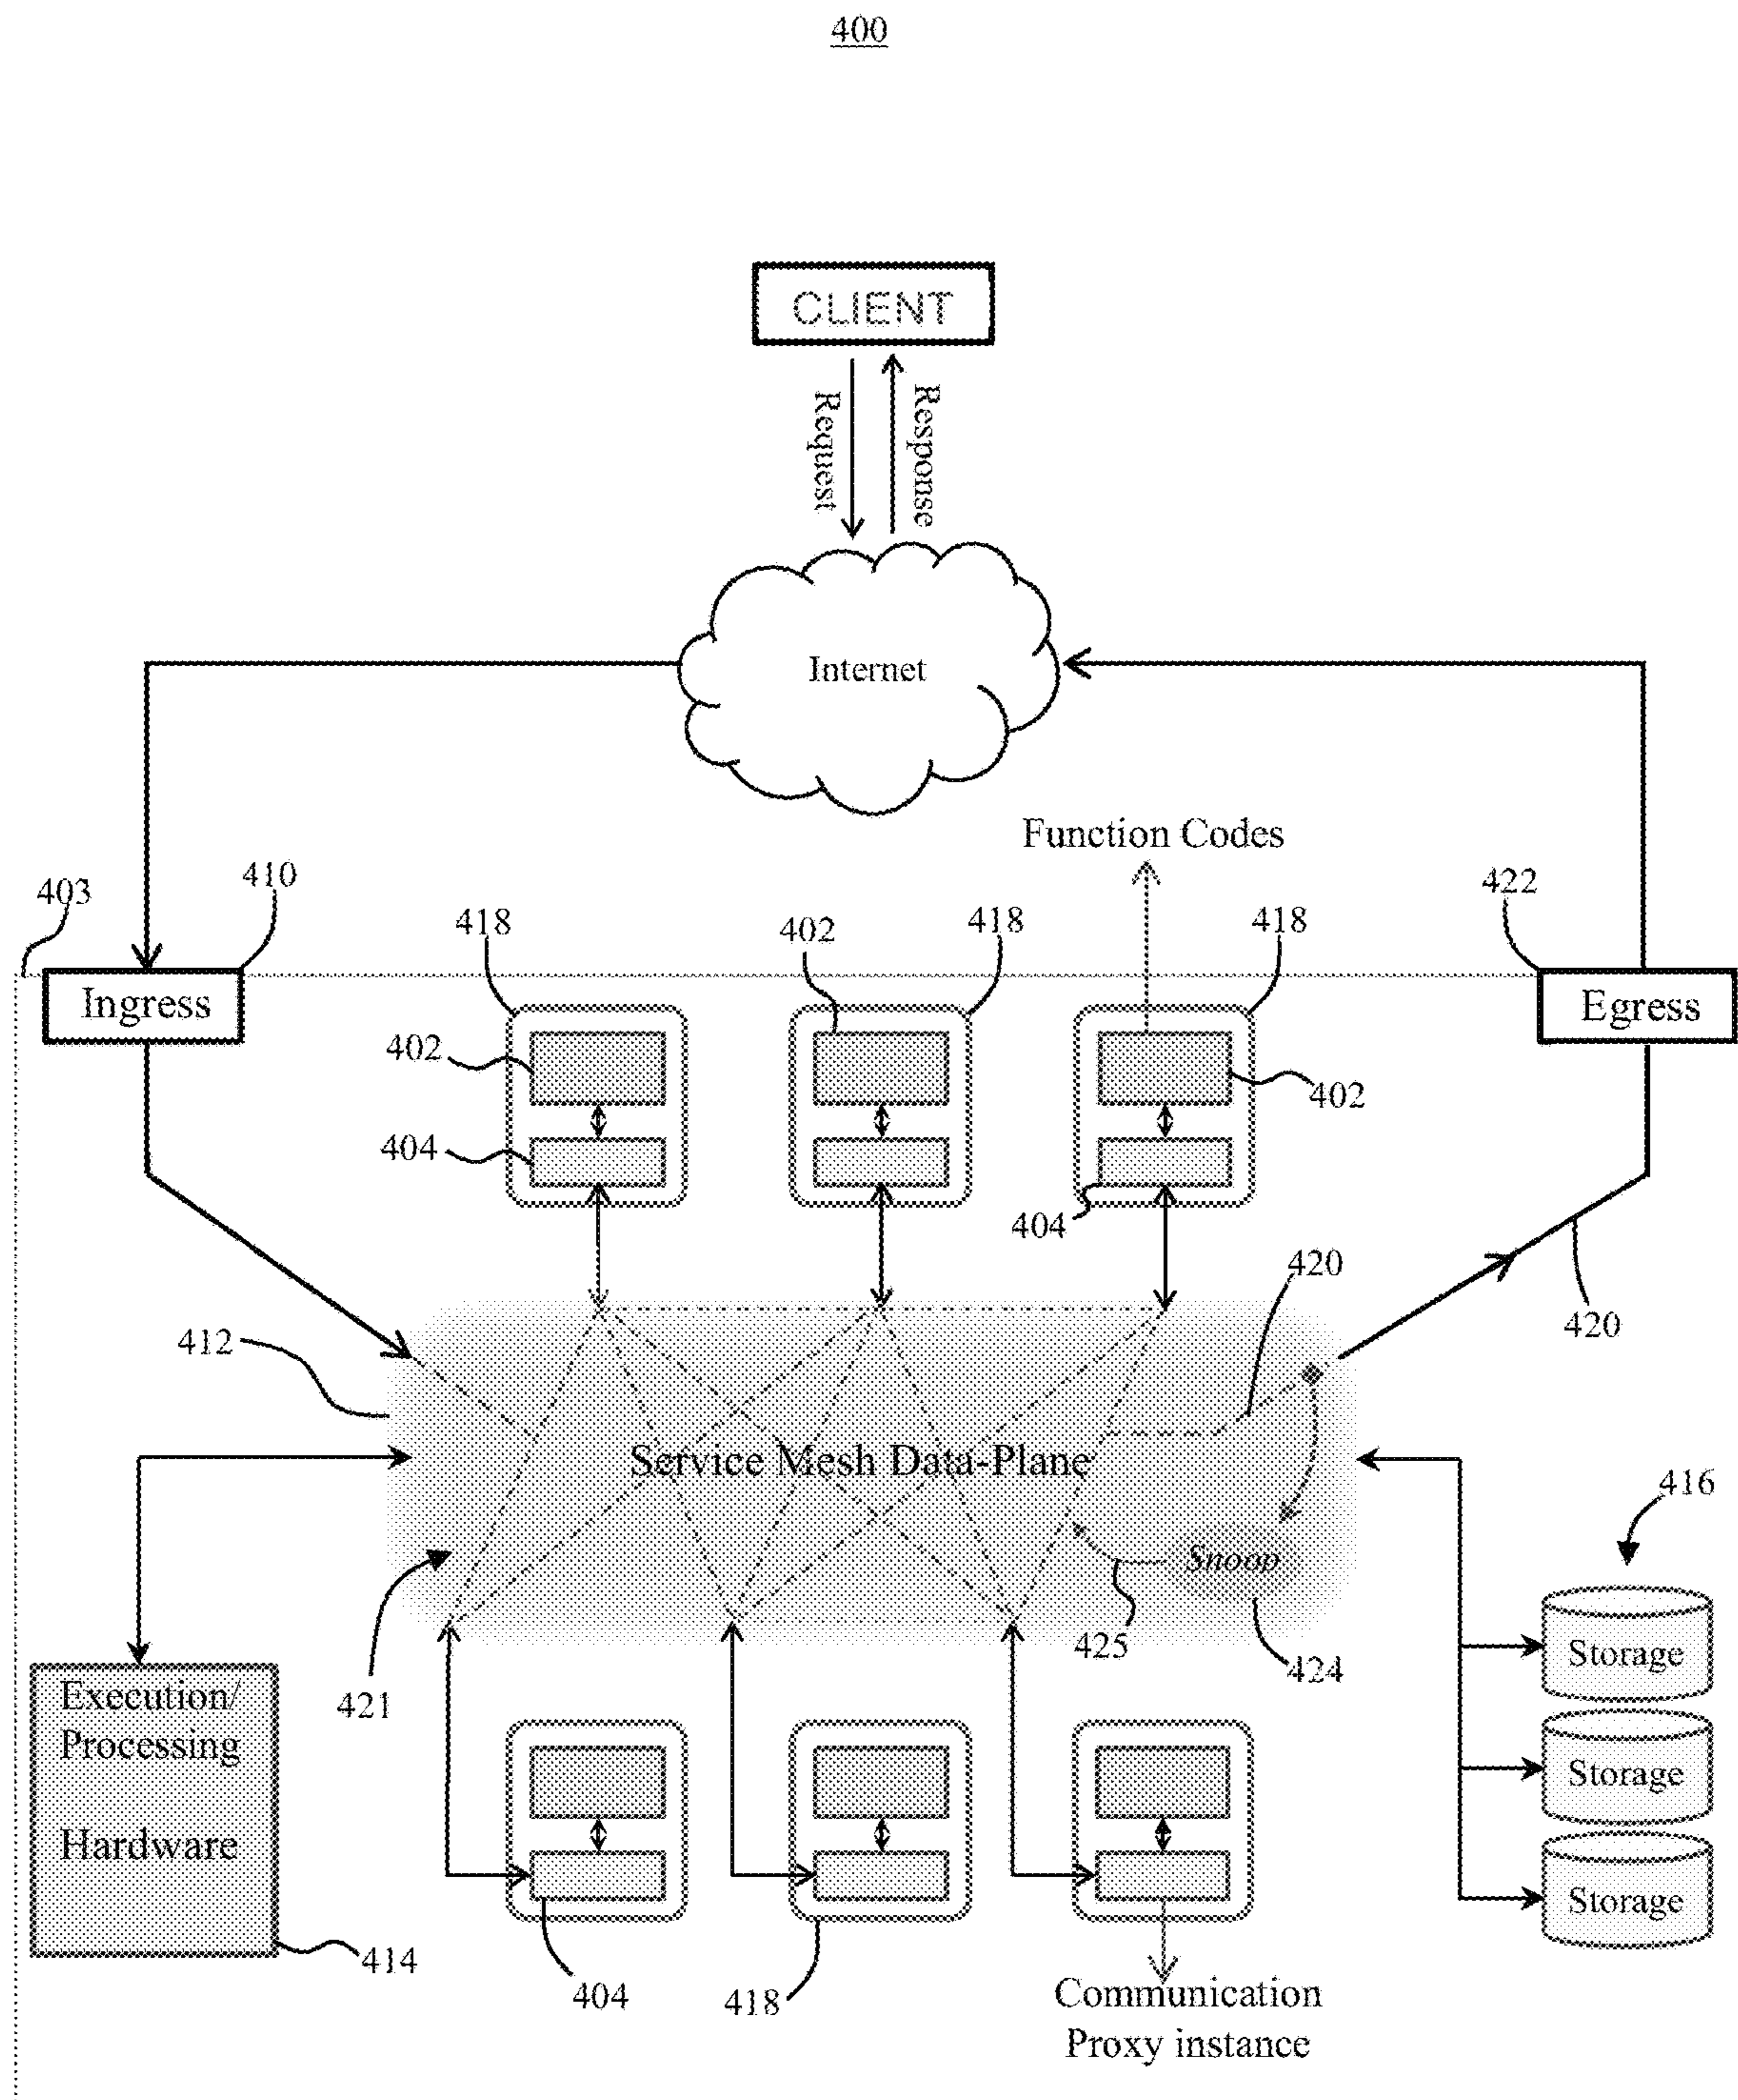 400
CLIENT
Request
Response
Internet
Function Codes
403
410
418
402
418
418
422
Ingress
Egress
402
402
404
404
420
420
412
Service Mesh Data-Plane
416
Snoop
425
424
421
Storage
Storage
Storage
Execution/
Processing
Hardware
414
404
418
Communication
Proxy instance